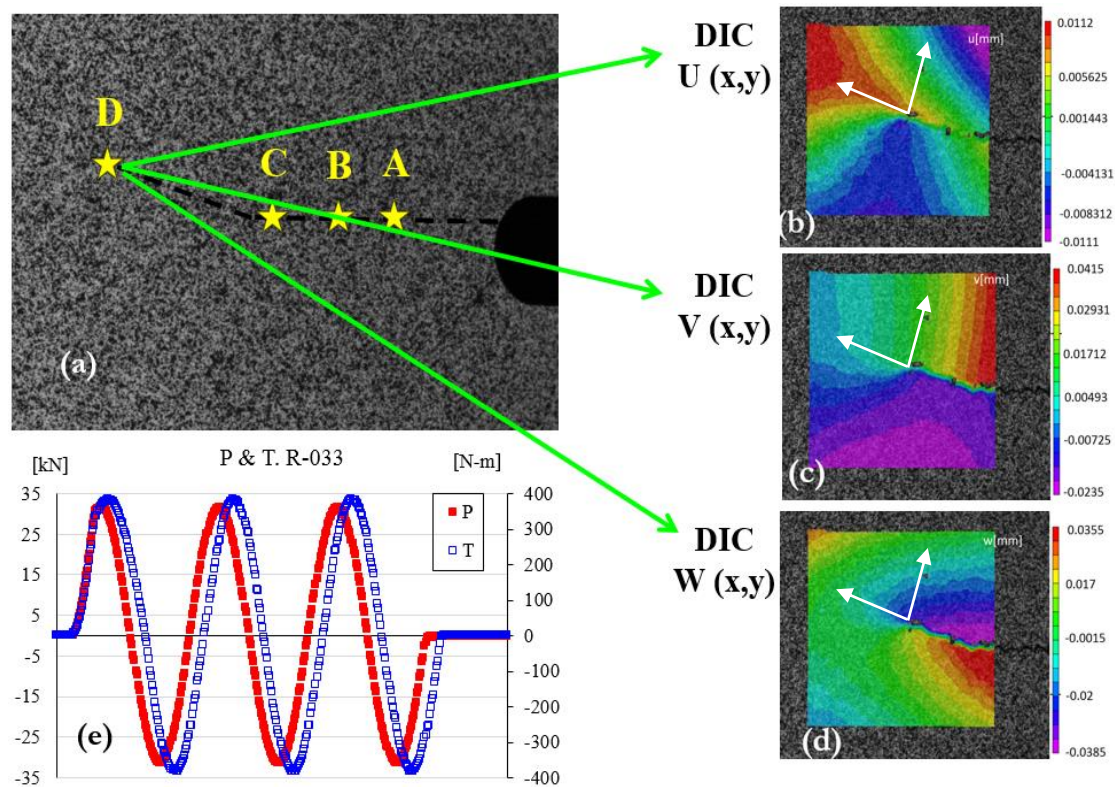 D
C
B
A
(a)
DIC
U (x,y)
DIC
V (x,y)
DIC
W (x,y)
u[mm]
0.0112
0.005625
0.001443
-0.004131
-0.008312
-0.0111
(b)
v[mm]
0.0415
0.02931
0.01712
0.00493
-0.00725
-0.0235
(c)
w[mm]
0.0355
0.017
-0.0015
-0.02
-0.0385
(d)
[kN]
P & T. R-033
[N-m]
35
25
15
5
-5
-15
-25
-35
400
300
200
100
0
-100
-200
-300
-400
P
T
(e)